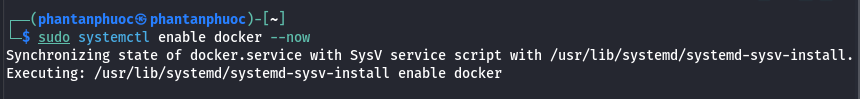 ┌──(phantanphuoc㉿phantanphuoc)-[~]
└─$ sudo systemctl enable docker --now
Synchronizing state of docker.service with SysV service script with /usr/lib/systemd/systemd-sysv-install.
Executing: /usr/lib/systemd/systemd-sysv-install enable docker